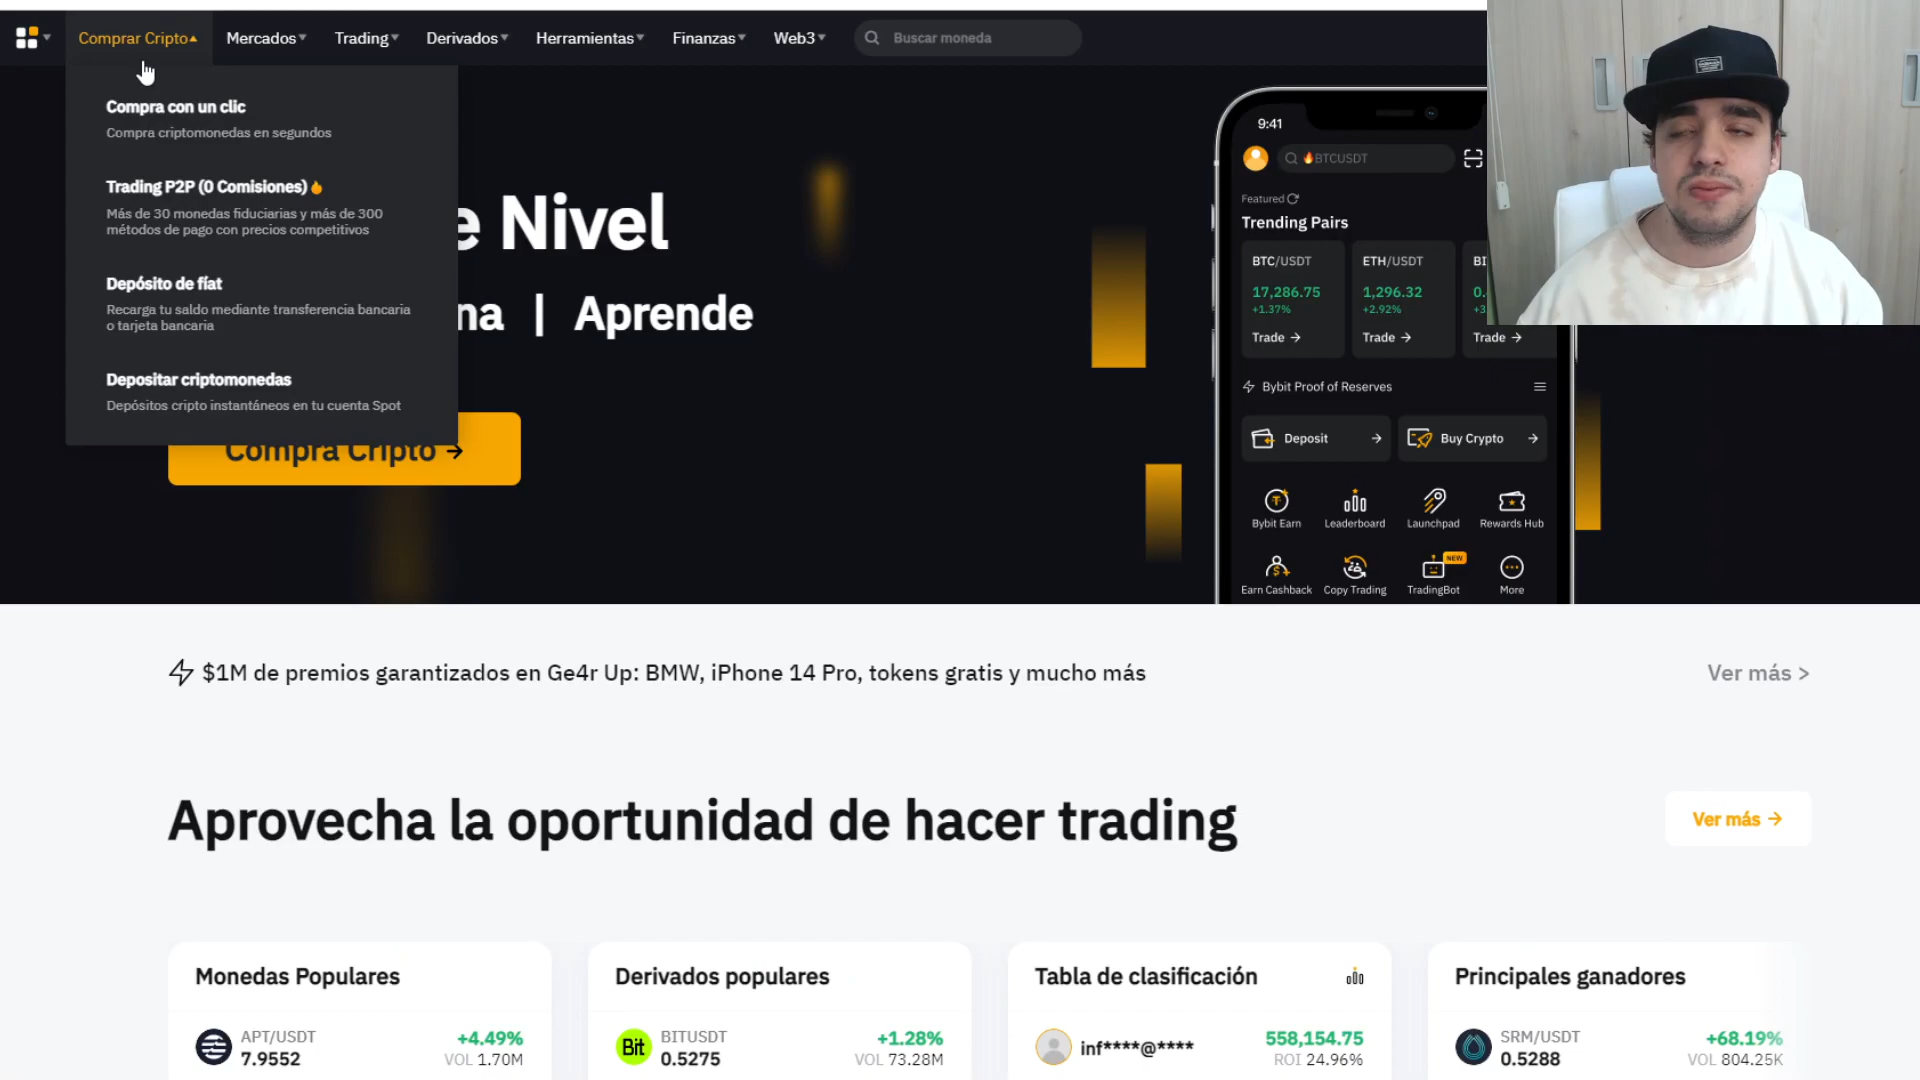 Comprar Cripto
Mercados
Trading
Derivados
Herramientas
Finanzas
Web3
Buscar moneda
Compra con un clic
Compra criptomonedas en segundos
Trading P2P (0 Comisiones)
Más de 30 monedas fiduciarias y más de 300
métodos de pago con precios competitivos
Depósito de fíat
Recarga tu saldo mediante transferencia bancaria
o tarjeta bancaria
Depositar criptomonedas
Depósitos cripto instantáneos en tu cuenta Spot
e Nivel
na | Aprende
Compra Cripto →
9:41
BTCUSDT
Featured
Trending Pairs
BTC/USDT
17,286.75
+1.37%
Trade →
ETH/USDT
1,296.32
+2.92%
Trade →
BI
0.
+3
Trade →
Bybit Proof of Reserves
Deposit →
Buy Crypto →
Bybit Earn
Leaderboard
Launchpad
Rewards Hub
NEW
Earn Cashback
Copy Trading
TradingBot
More
$1M de premios garantizados en Ge4r Up: BMW, iPhone 14 Pro, tokens gratis y mucho más
Ver más >
Aprovecha la oportunidad de hacer trading
Ver más →
Monedas Populares
APT/USDT
+4.49%
7.9552
VOL 1.70M
Derivados populares
Bit
BITUSDT
+1.28%
0.5275
VOL 73.28M
Tabla de clasificación
inf****@****
558,154.75
ROI 24.96%
Principales ganadores
SRM/USDT
+68.19%
0.5288
VOL 804.25K